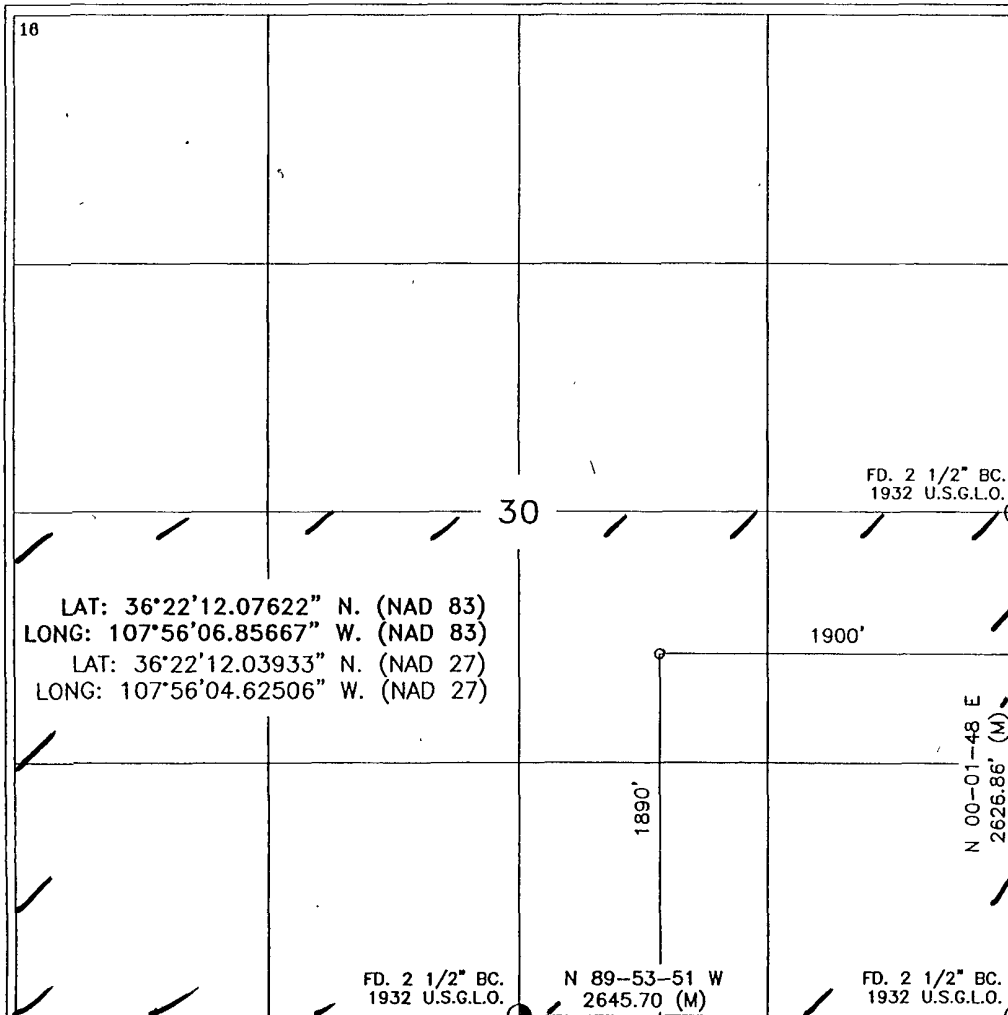 16
FD. 2 1/2" BC.
1932 U.S.G.L.O.
30
LAT: 36°22'12.07622" N. (NAD 83)
LONG: 107°56'06.85667" W. (NAD 83)
LAT: 36°22'12.03933" N. (NAD 27)
LONG: 107°56'04.62506" W. (NAD 27)
1900'
N 00-01-48 E
2626.86' (M)
1890'
FD. 2 1/2" BC.
1932 U.S.G.L.O.
N 89-53-51 W
2645.70 (M)
FD. 2 1/2" BC.
1932 U.S.G.L.O.